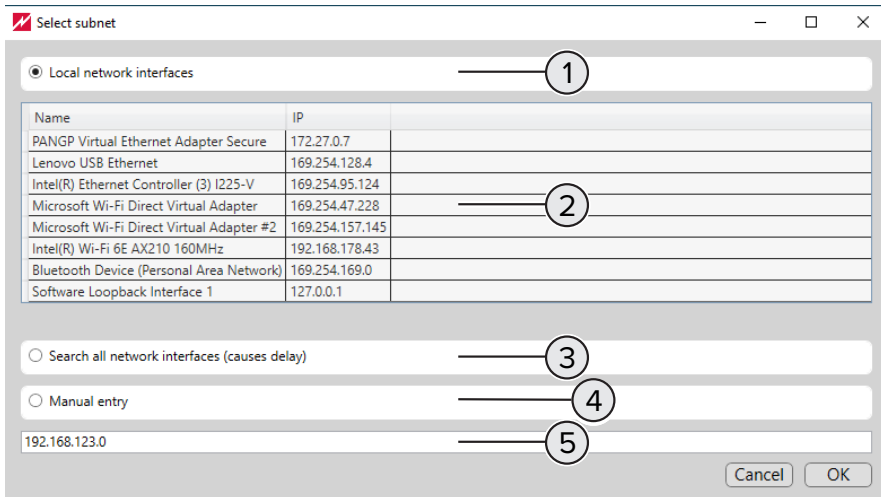 Select subnet
Local network interfaces 1
Name IP
PANGP Virtual Ethernet Adapter Secure 172.27.0.7
Lenovo USB Ethernet 169.254.128.4
Intel(R) Ethernet Controller (3) I225-V 169.254.95.124
Microsoft Wi-Fi Direct Virtual Adapter 169.254.47.228 2
Microsoft Wi-Fi Direct Virtual Adapter #2 169.254.157.145
Intel(R) Wi-Fi 6E AX210 160MHz 192.168.178.43
Bluetooth Device (Personal Area Network) 169.254.169.0
Software Loopback Interface 1 127.0.0.1
Search all network interfaces (causes delay) 3
Manual entry 4
192.168.123.0 5
Cancel OK